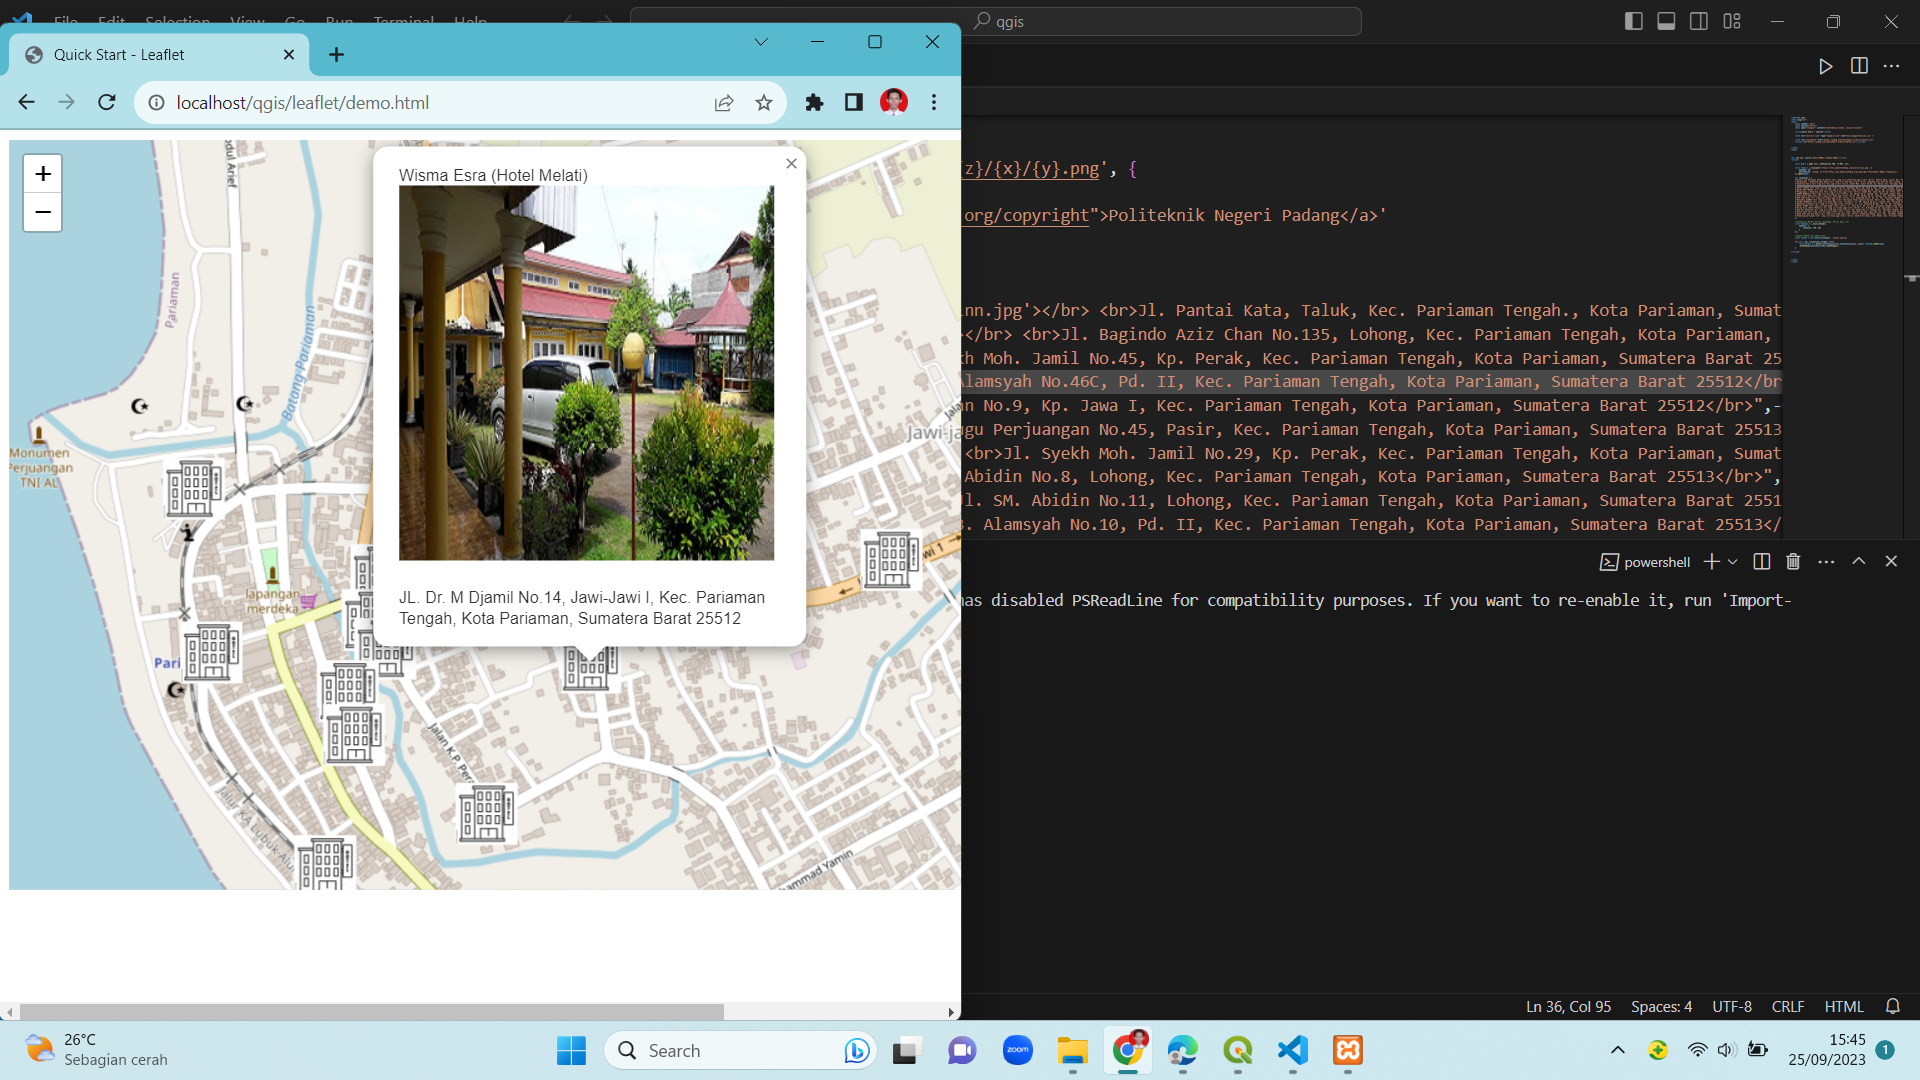 File Edit Selection View Go Run Terminal Help
qgis
Quick Start - Leaflet
localhost/qgis/leaflet/demo.html
+
−
Wisma Esra (Hotel Melati)
JL. Dr. M Djamil No.14, Jawi-Jawi I, Kec. Pariaman
Tengah, Kota Pariaman, Sumatera Barat 25512
Pariaman
Batang Pariaman
Monumen
Perjuangan
TNI AL
lapangan
merdeka
Pari
Jawi-ja
wi 1
Jalan K.P. Pera
Jalur KA Lubuk-Alu
ammad Yamin
z}/{x}/{y}.png', {
org/copyright">Politeknik Negeri Padang</a>'
inn.jpg'></br> <br>Jl. Pantai Kata, Taluk, Kec. Pariaman Tengah., Kota Pariaman, Sumat
></br> <br>Jl. Bagindo Aziz Chan No.135, Lohong, Kec. Pariaman Tengah, Kota Pariaman,
kh Moh. Jamil No.45, Kp. Perak, Kec. Pariaman Tengah, Kota Pariaman, Sumatera Barat 25
Alamsyah No.46C, Pd. II, Kec. Pariaman Tengah, Kota Pariaman, Sumatera Barat 25512</br
an No.9, Kp. Jawa I, Kec. Pariaman Tengah, Kota Pariaman, Sumatera Barat 25512</br>",-
gu Perjuangan No.45, Pasir, Kec. Pariaman Tengah, Kota Pariaman, Sumatera Barat 25513
<br>Jl. Syekh Moh. Jamil No.29, Kp. Perak, Kec. Pariaman Tengah, Kota Pariaman, Sumat
Abidin No.8, Lohong, Kec. Pariaman Tengah, Kota Pariaman, Sumatera Barat 25513</br>",
Jl. SM. Abidin No.11, Lohong, Kec. Pariaman Tengah, Kota Pariaman, Sumatera Barat 2551
B. Alamsyah No.10, Pd. II, Kec. Pariaman Tengah, Kota Pariaman, Sumatera Barat 25513</
powershell
has disabled PSReadLine for compatibility purposes. If you want to re-enable it, run 'Import-
Ln 36, Col 95 Spaces: 4 UTF-8 CRLF HTML
26°C
Sebagian cerah
Search
zoom
15:45
25/09/2023
1